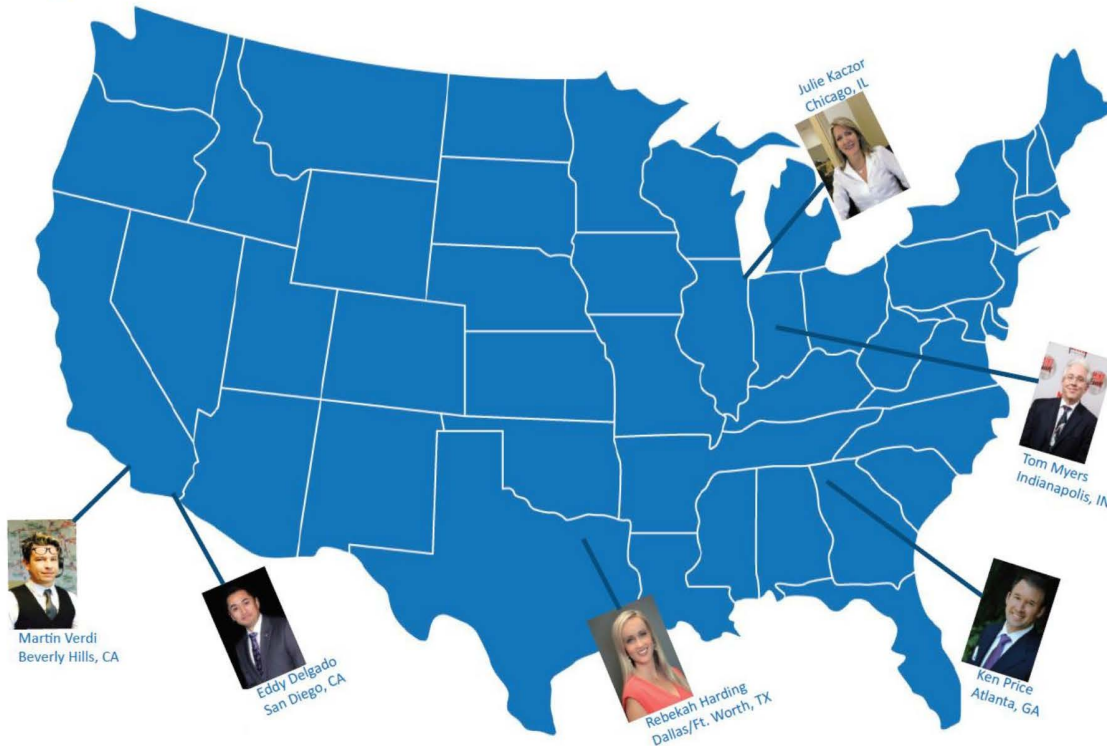 Julie Kaczor
Chicago, IL
Tom Myers
Indianapolis, IN
Martin Verdi
Beverly Hills, CA
Eddy Delgado
San Diego, CA
Rebekah Harding
Dallas/Ft. Worth, TX
Ken Price
Atlanta, GA